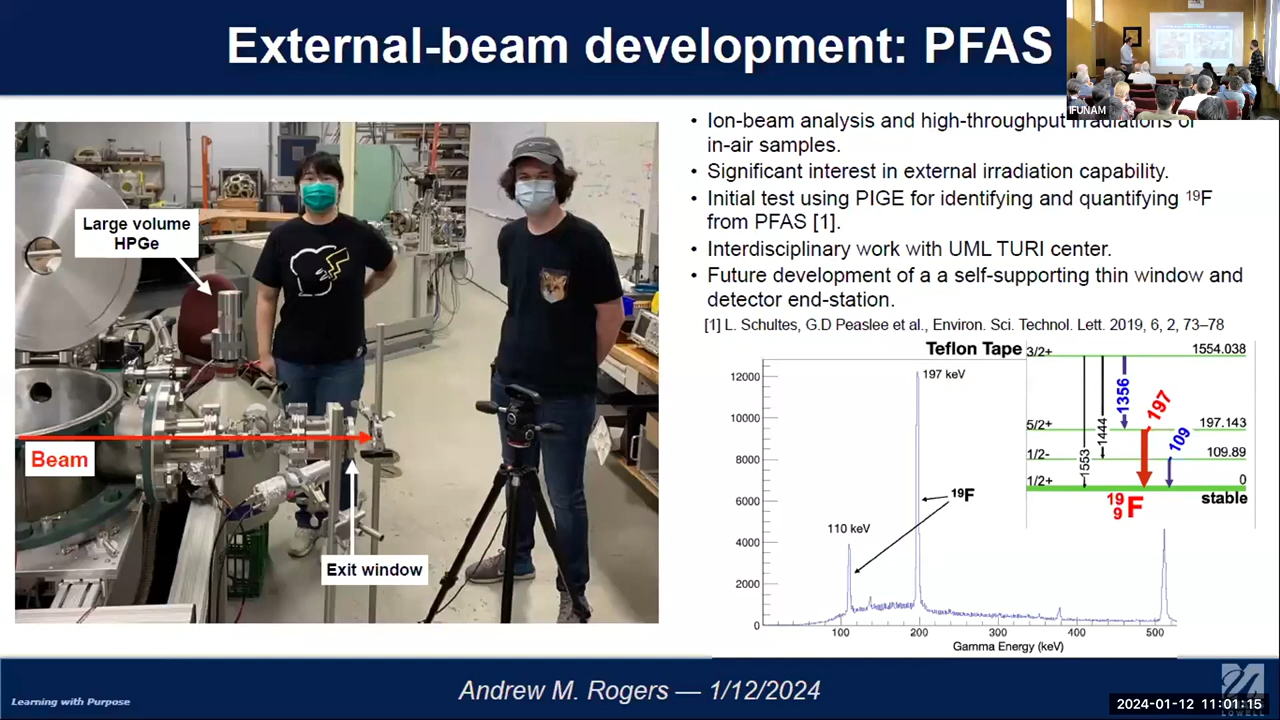 External-beam development: PFAS
IFUNAM
• Ion-beam analysis and high-throughput irradiations of
in-air samples.
• Significant interest in external irradiation capability.
• Initial test using PIGE for identifying and quantifying ¹⁹F
from PFAS [1].
• Interdisciplinary work with UML TURI center.
• Future development of a a self-supporting thin window and
detector end-station.
[1] L. Schultes, G.D Peaslee et al., Environ. Sci. Technol. Lett. 2019, 6, 2, 73–78
Large volume
HPGe
Beam
Exit window
Teflon Tape
12000
10000
8000
6000
4000
2000
0
100
200
300
400
500
Gamma Energy (keV)
197 keV
110 keV
¹⁹F
3/2+
1554.038
5/2+
197.143
1/2-
109.89
1/2+
0
stable
1553
1444
1356
197
109
¹⁹₉F
Learning with Purpose
Andrew M. Rogers — 1/12/2024
LOWELL
2024-01-12 11:01:15